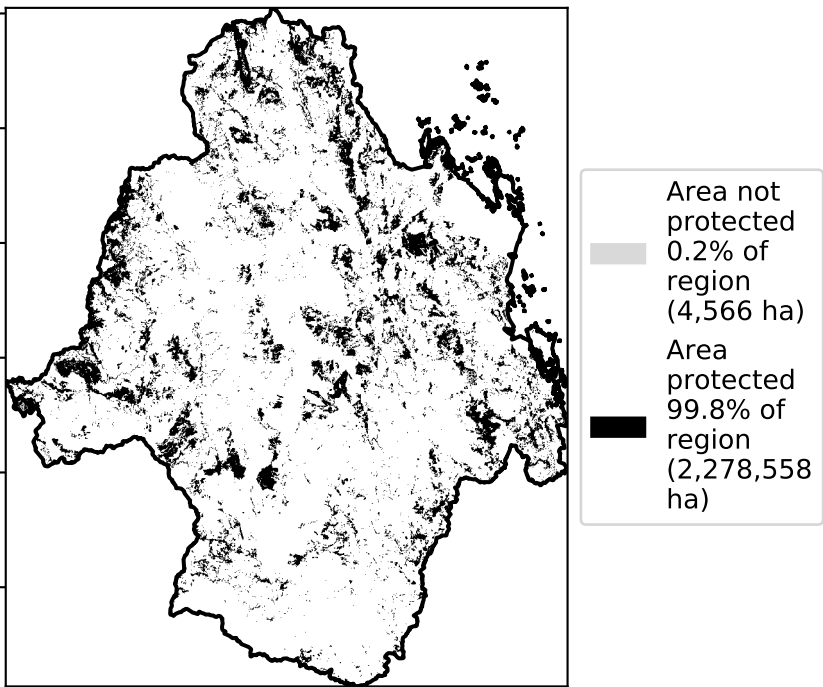 Area not
protected
0.2% of
region
(4,566 ha)
Area
protected
99.8% of
region
(2,278,558
ha)